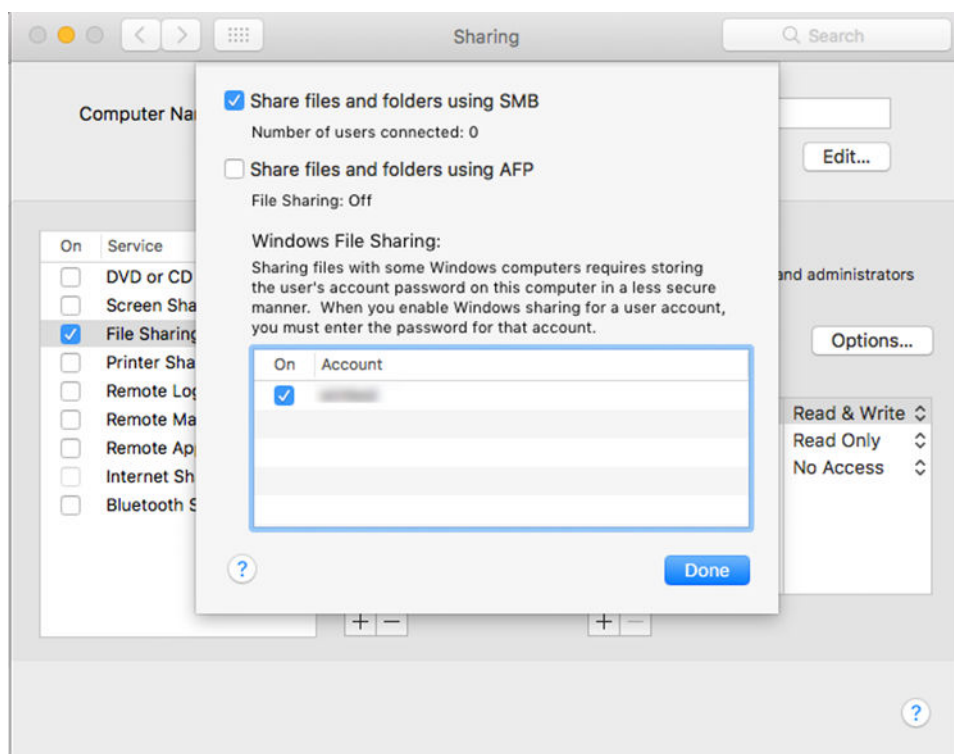 Sharing
Search
Computer Na
Edit...
Share files and folders using SMB
Number of users connected: 0
Share files and folders using AFP
File Sharing: Off
Windows File Sharing:
Sharing files with some Windows computers requires storing
the user's account password on this computer in a less secure
manner. When you enable Windows sharing for a user account,
you must enter the password for that account.
On Account
Done
?
On Service
DVD or CD
Screen Sha
File Sharing
Printer Sha
Remote Log
Remote Ma
Remote Ap
Internet Sh
Bluetooth S
and administrators
Options...
Read & Write
Read Only
No Access
+ −
+ −
?